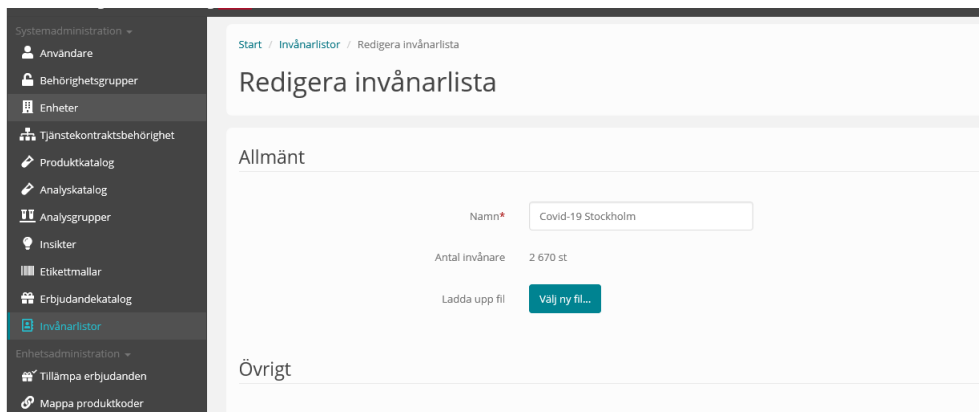 Systemadministration
Användare
Behörighetsgrupper
Enheter
Tjänstekontraktsbehörighet
Produktkatalog
Analyskatalog
Analysgrupper
Insikter
Etikettmallar
Erbjudandekatalog
Invånarlistor
Enhetsadministration
Tillämpa erbjudanden
Mappa produktkoder
Start / Invånarlistor / Redigera invånarlista
Redigera invånarlista
Allmänt
Namn* Covid-19 Stockholm
Antal invånare 2 670 st
Ladda upp fil Välj ny fil...
Övrigt